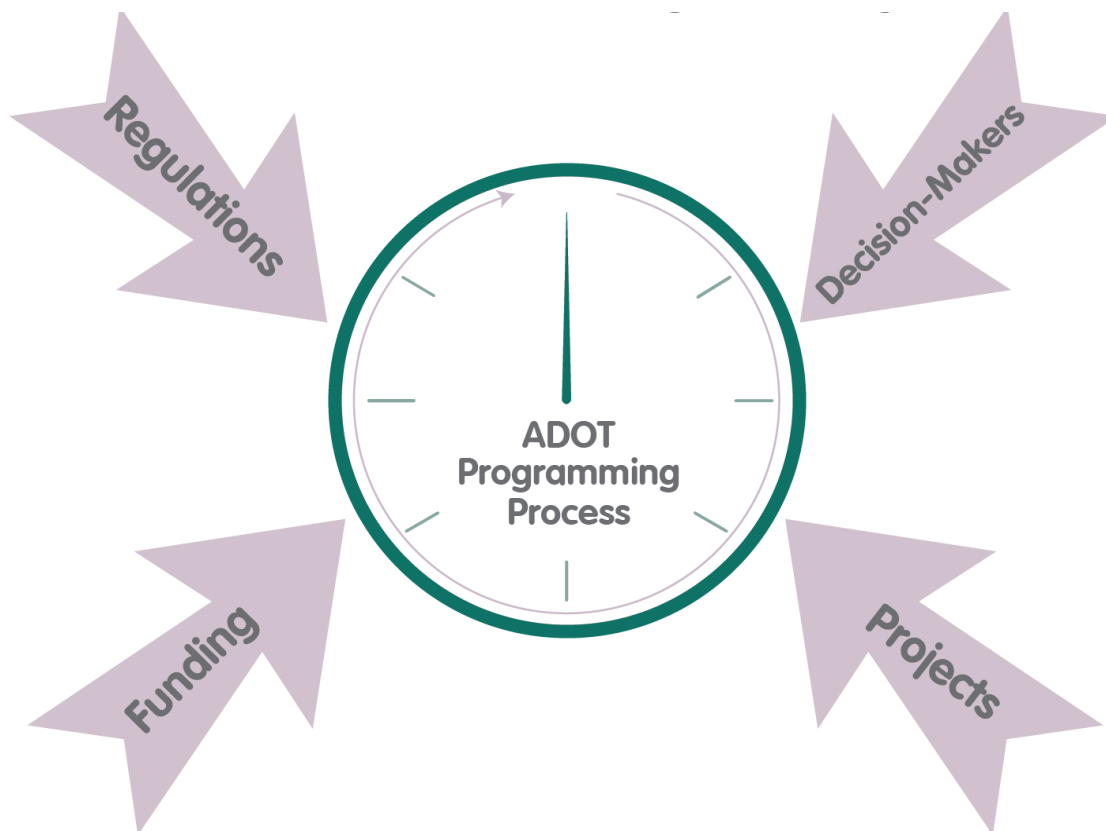 Regulations
Decision-Makers
ADOT
Programming
Process
Funding
Projects